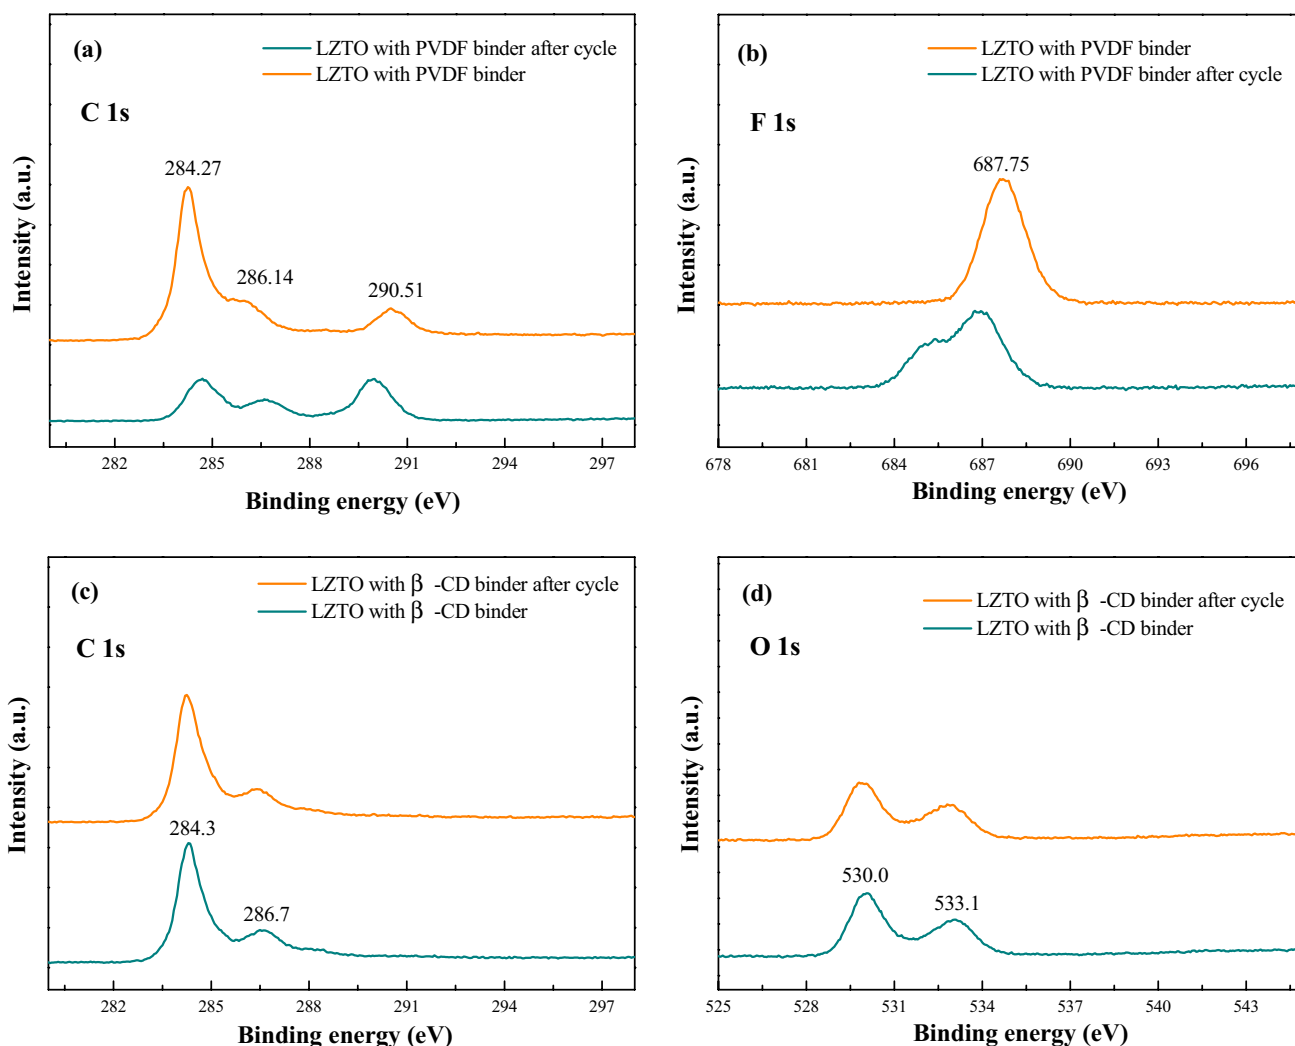 (a)
LZTO with PVDF binder after cycle
LZTO with PVDF binder
C 1s
284.27
286.14
290.51
Intensity (a.u.)
282 285 288 291 294 297
Binding energy (eV)
(b)
LZTO with PVDF binder
LZTO with PVDF binder after cycle
F 1s
687.75
Intensity (a.u.)
678 681 684 687 690 693 696
Binding energy (eV)
(c)
LZTO with β -CD binder after cycle
LZTO with β -CD binder
C 1s
284.3
286.7
Intensity (a.u.)
282 285 288 291 294 297
Binding energy (eV)
(d)
LZTO with β -CD binder after cycle
LZTO with β -CD binder
O 1s
530.0
533.1
Intensity (a.u.)
525 528 531 534 537 540 543
Binding energy (eV)